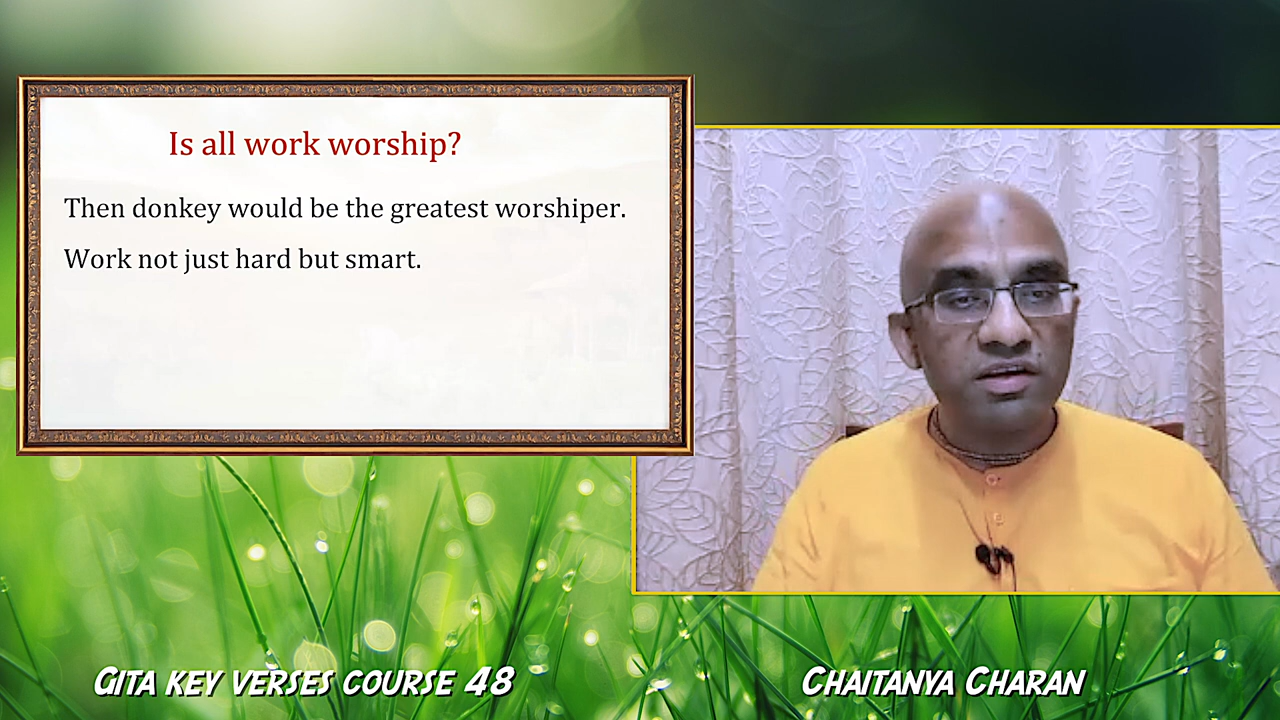 Is all work worship?
Then donkey would be the greatest worshiper.
Work not just hard but smart.
GITA KEY VERSES COURSE 48
CHAITANYA CHARAN